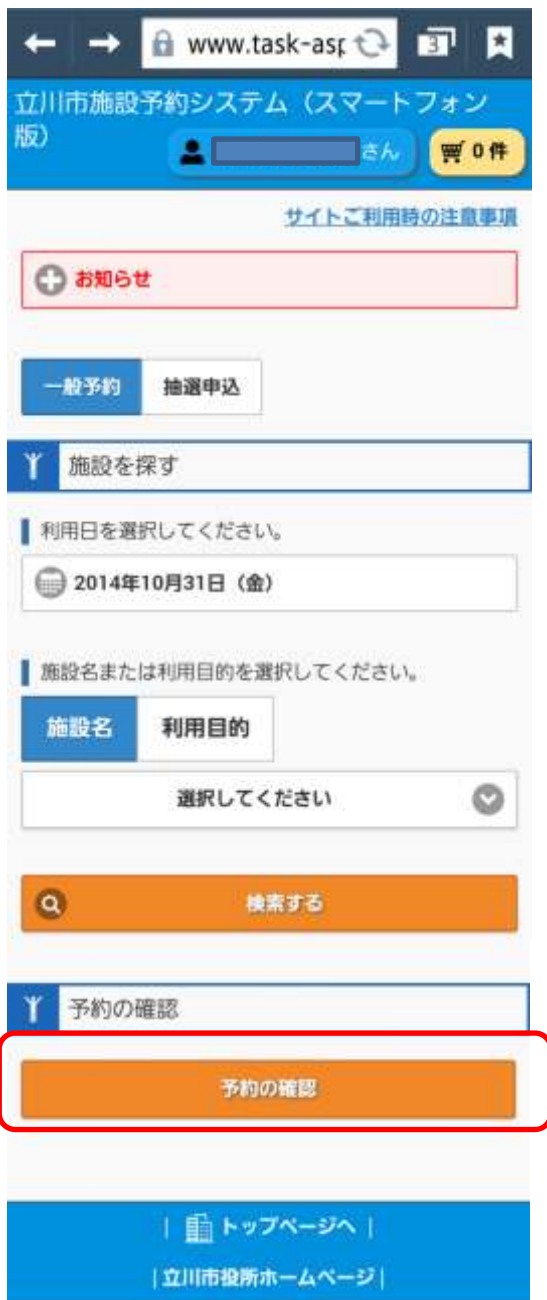 www.task-asp
3
立川市施設予約システム（スマートフォン
版）
さん
0件
サイトご利用時の注意事項
お知らせ
一般予約 抽選申込
施設を探す
利用日を選択してください。
2014年10月31日（金）
施設名または利用目的を選択してください。
施設名 利用目的
選択してください
検索する
予約の確認
予約の確認
| トップページへ |
|立川市役所ホームページ|